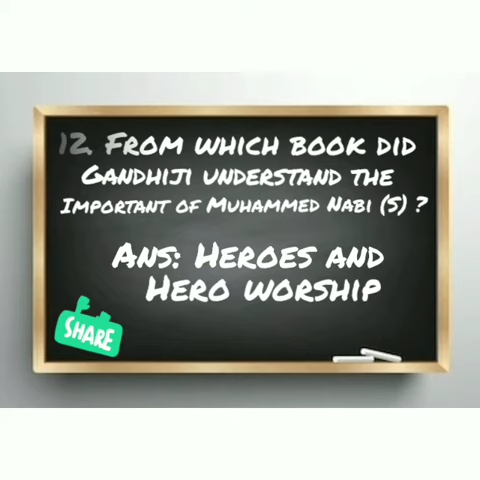 12. FROM WHICH BOOK DID
GANDHIJI UNDERSTAND THE
IMPORTANT OF MUHAMMED NABI (S) ?
ANS: HEROES AND
HERO WORSHIP
SHARE